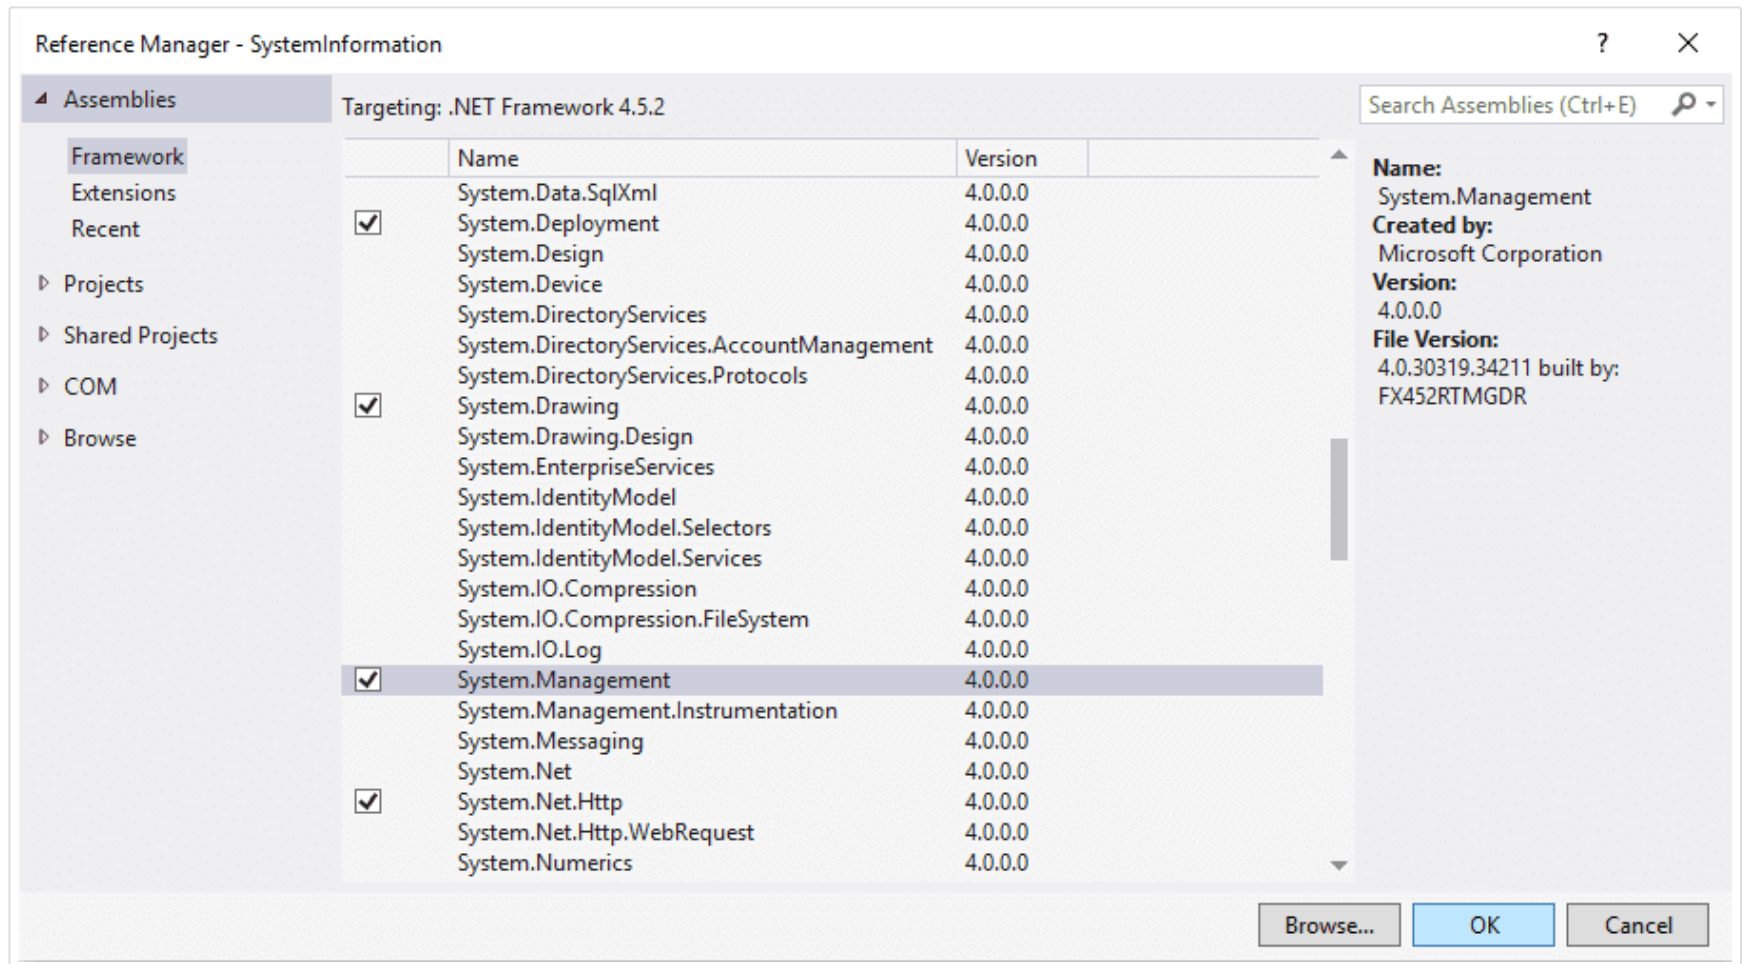 Reference Manager - SystemInformation
?
Assemblies
Framework
Extensions
Recent
Projects
Shared Projects
COM
Browse
Targeting: .NET Framework 4.5.2
Name Version
System.Data.SqlXml 4.0.0.0
System.Deployment 4.0.0.0
System.Design 4.0.0.0
System.Device 4.0.0.0
System.DirectoryServices 4.0.0.0
System.DirectoryServices.AccountManagement 4.0.0.0
System.DirectoryServices.Protocols 4.0.0.0
System.Drawing 4.0.0.0
System.Drawing.Design 4.0.0.0
System.EnterpriseServices 4.0.0.0
System.IdentityModel 4.0.0.0
System.IdentityModel.Selectors 4.0.0.0
System.IdentityModel.Services 4.0.0.0
System.IO.Compression 4.0.0.0
System.IO.Compression.FileSystem 4.0.0.0
System.IO.Log 4.0.0.0
System.Management 4.0.0.0
System.Management.Instrumentation 4.0.0.0
System.Messaging 4.0.0.0
System.Net 4.0.0.0
System.Net.Http 4.0.0.0
System.Net.Http.WebRequest 4.0.0.0
System.Numerics 4.0.0.0
Search Assemblies (Ctrl+E)
Name:
System.Management
Created by:
Microsoft Corporation
Version:
4.0.0.0
File Version:
4.0.30319.34211 built by:
FX452RTMGDR
Browse... OK Cancel